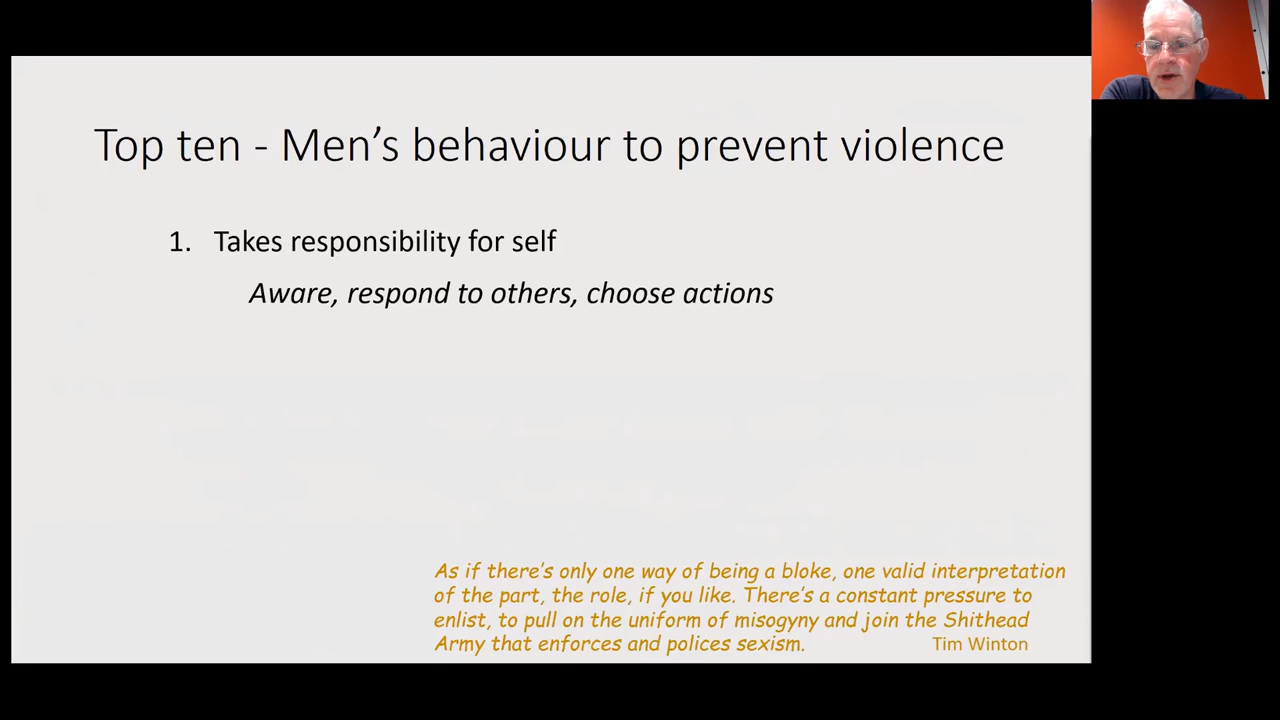 Top ten - Men’s behaviour to prevent violence
1. Takes responsibility for self
Aware, respond to others, choose actions
As if there’s only one way of being a bloke, one valid interpretation
of the part, the role, if you like. There’s a constant pressure to
enlist, to pull on the uniform of misogyny and join the Shithead
Army that enforces and polices sexism. Tim Winton